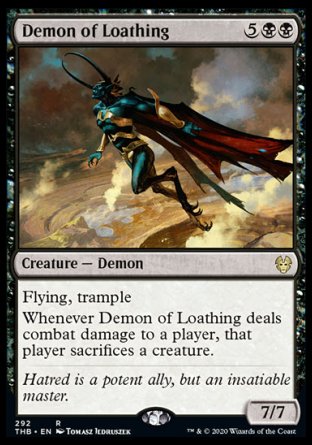 Demon of Loathing 5
Creature — Demon
Flying, trample
Whenever Demon of Loathing deals
combat damage to a player, that
player sacrifices a creature.
Hatred is a potent ally, but an insatiable
master.
7/7
292 R
THB • EN Tomasz Jedruszek ™ & © 2020 Wizards of the Coast